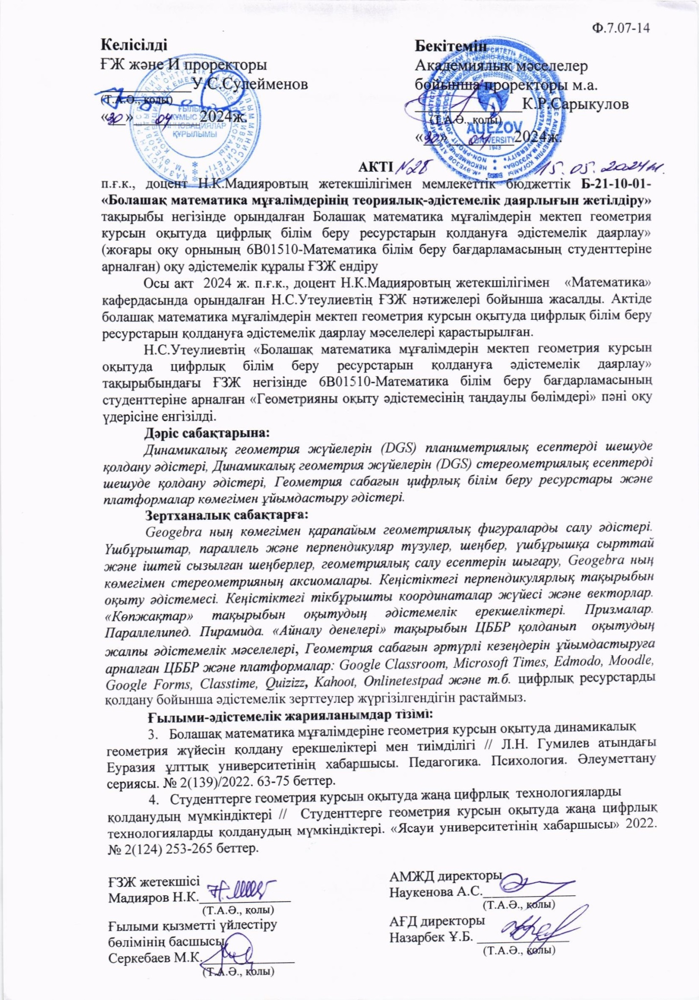 Ф.7.07-14
Келісілді
ҒЖ және И проректоры
____________У.С.Сулейменов
(Т.А.Ә., қолы)
«30» 04 2024ж.
Бекітемін
Академиялық мәселелер
бойынша проректоры м.а.
______________К.Р.Сарыкулов
(Т.А.Ә., қолы)
«30» 04 2024ж.
ҒЫЛЫМИ
ЖҰМЫС ЖӘНЕ
ИННОВАЦИЯЛАР
ҚҰРЫЛЫМЫ
AUEZOV
UNIVERSITY
1943
АКТІ №28 15.05.2024ж.
п.ғ.к., доцент Н.К.Мадияровтың жетекшілігімен мемлекеттік бюджеттік Б-21-10-01-
«Болашақ математика мұғалімдерінің теориялық-әдістемелік даярлығын жетілдіру»
тақырыбы негізінде орындалған Болашақ математика мұғалімдерін мектеп геометрия
курсын оқытуда цифрлық білім беру ресурстарын қолдануға әдістемелік даярлау»
(жоғары оқу орнының 6В01510-Математика білім беру бағдарламасының студенттеріне
арналған) оқу әдістемелік құралы ҒЗЖ ендіру
Осы акт 2024 ж. п.ғ.к., доцент Н.К.Мадияровтың жетекшілігімен «Математика»
кафердасында орындалған Н.С.Утеулиевтің ҒЗЖ нәтижелері бойынша жасалды. Актіде
болашақ математика мұғалімдерін мектеп геометрия курсын оқытуда цифрлық білім беру
ресурстарын қолдануға әдістемелік даярлау мәселелері қарастырылған.
Н.С.Утеулиевтің «Болашақ математика мұғалімдерін мектеп геометрия курсын
оқытуда цифрлық білім беру ресурстарын қолдануға әдістемелік даярлау»
тақырыбындағы ҒЗЖ негізінде 6В01510-Математика білім беру бағдарламасының
студенттеріне арналған «Геометрияны оқыту әдістемесінің таңдаулы бөлімдері» пәні оқу
үдерісіне енгізілді.
Дәріс сабақтарына:
Динамикалық геометрия жүйелерін (DGS) планиметриялық есептерді шешуде
қолдану әдістері, Динамикалық геометрия жүйелерін (DGS) стереометриялық есептерді
шешуде қолдану әдістері, Геометрия сабағын цифрлық білім беру ресурстары және
платформалар көмегімен ұйымдастыру әдістері.
Зертханалық сабақтарға:
Geogebra ның көмегімен қарапайым геометриялық фигураларды салу әдістері.
Үшбұрыштар, параллель және перпендикуляр түзулер, шеңбер, үшбұрышқа сырттай
және іштей сызылған шеңберлер, геометриялық салу есептерін шығару, Geogebra ның
көмегімен стереометрияның аксиомалары. Кеңістіктегі перпендикулярлық тақырыбын
оқыту әдістемесі. Кеңістіктегі тікбұрышты координаталар жүйесі және векторлар.
«Көпжақтар» тақырыбын оқытудың әдістемелік ерекшеліктері. Призмалар.
Параллелипед. Пирамида. «Айналу денелері» тақырыбын ЦББР қолданып оқытудың
жалпы әдістемелік мәселелері, Геометрия сабағын әртүрлі кезеңдерін ұйымдастыруға
арналған ЦББР және платформалар: Google Classroom, Microsoft Times, Edmodo, Moodle,
Google Forms, Classtime, Quizizz, Kahoot, Onlinetestpad және т.б. цифрлық ресурстарды
қолдану бойынша әдістемелік зерттеулер жүргізілгендігін растаймыз.
Ғылыми-әдістемелік жарияланымдар тізімі:
3. Болашақ математика мұғалімдеріне геометрия курсын оқытуда динамикалық
геометрия жүйесін қолдану ерекшеліктері мен тиімділігі // Л.Н. Гумилев атындағы
Еуразия ұлттық университетінің хабаршысы. Педагогика. Психология. Әлеуметтану
сериясы. № 2(139)/2022. 63-75 беттер.
4. Студенттерге геометрия курсын оқытуда жаңа цифрлық технологияларды
қолданудың мүмкіндіктері // Студенттерге геометрия курсын оқытуда жаңа цифрлық
технологияларды қолданудың мүмкіндіктері. «Ясауи университетінің хабаршысы» 2022.
№ 2(124) 253-265 беттер.
ҒЗЖ жетекшісі
Мадияров Н.К.______________
(Т.А.Ә., қолы)
Ғылыми қызметті үйлестіру
бөлімінің басшысы
Серкебаев М.К.______________
(Т.А.Ә., қолы)
АМЖД директоры
Наукенова А.С.______________
(Т.А.Ә., қолы)
АҒД директоры
Назарбек Ұ.Б. ______________
(Т.А.Ә., қолы)